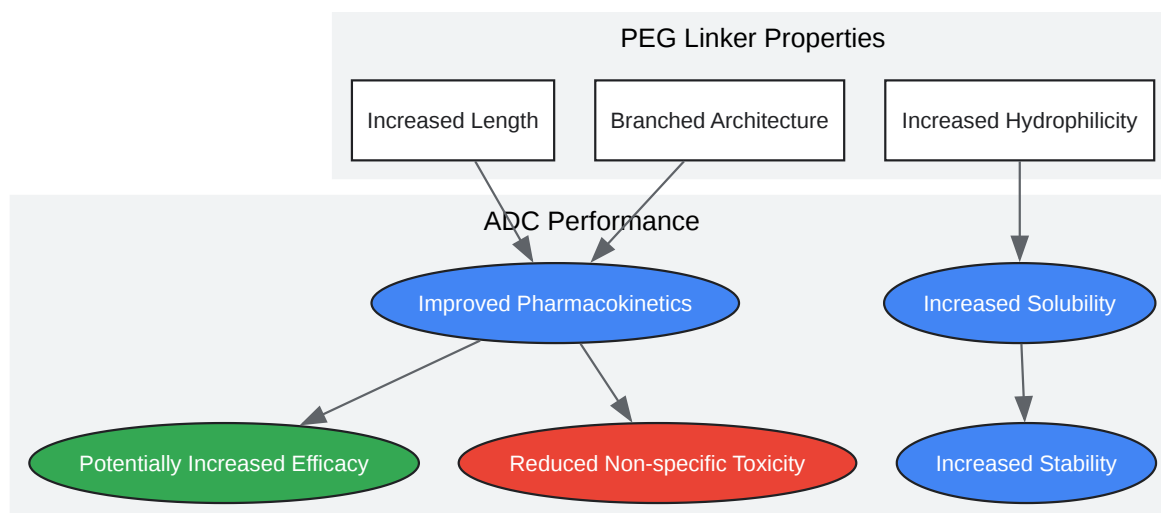 PEG Linker Properties
Increased Length
Branched Architecture
Increased Hydrophilicity
ADC Performance
Improved Pharmacokinetics
Increased Solubility
Potentially Increased Efficacy
Reduced Non-specific Toxicity
Increased Stability